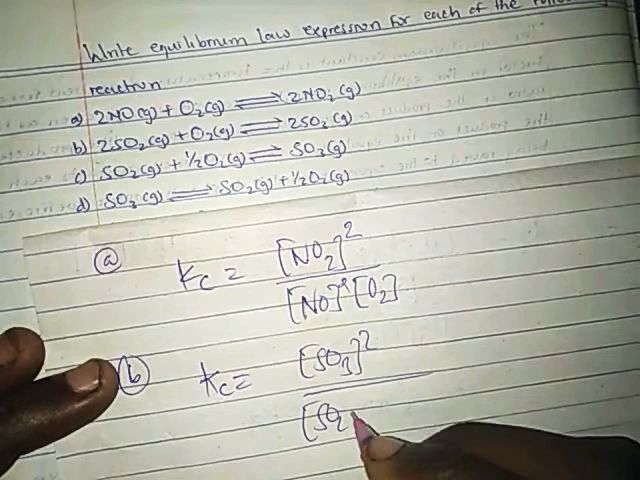 Write equilibrium law expression for each of the
reaction
a) 2NO(g) + O₂(g) ⇌ 2NO₂(g)
b) 2SO₂(g) + O₂(g) ⇌ 2SO₃(g)
c) SO₂(g) + ½O₂(g) ⇌ SO₃(g)
d) SO₃(g) ⇌ SO₂(g) + ½O₂(g)
(a) Kc = [NO₂]²
[NO]²[O₂]
(b) Kc = [SO₃]²
[SO₂